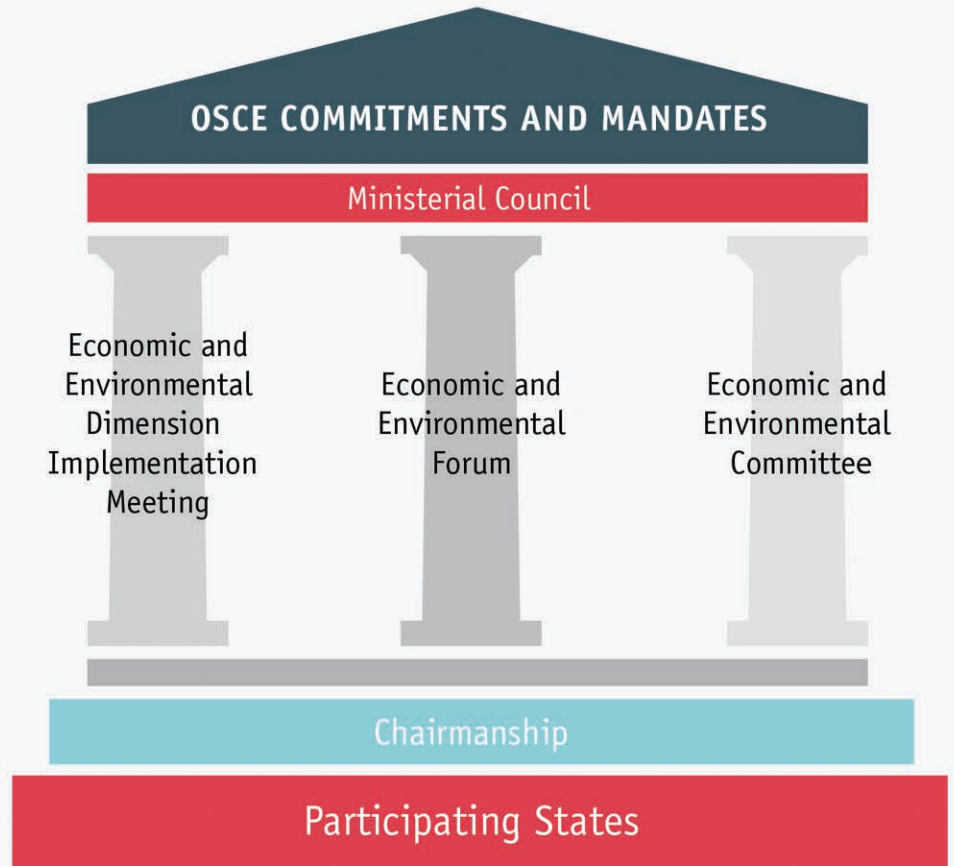 OSCE COMMITMENTS AND MANDATES
Ministerial Council
Economic and
Environmental
Dimension
Implementation
Meeting
Economic and
Environmental
Forum
Economic and
Environmental
Committee
Chairmanship
Participating States